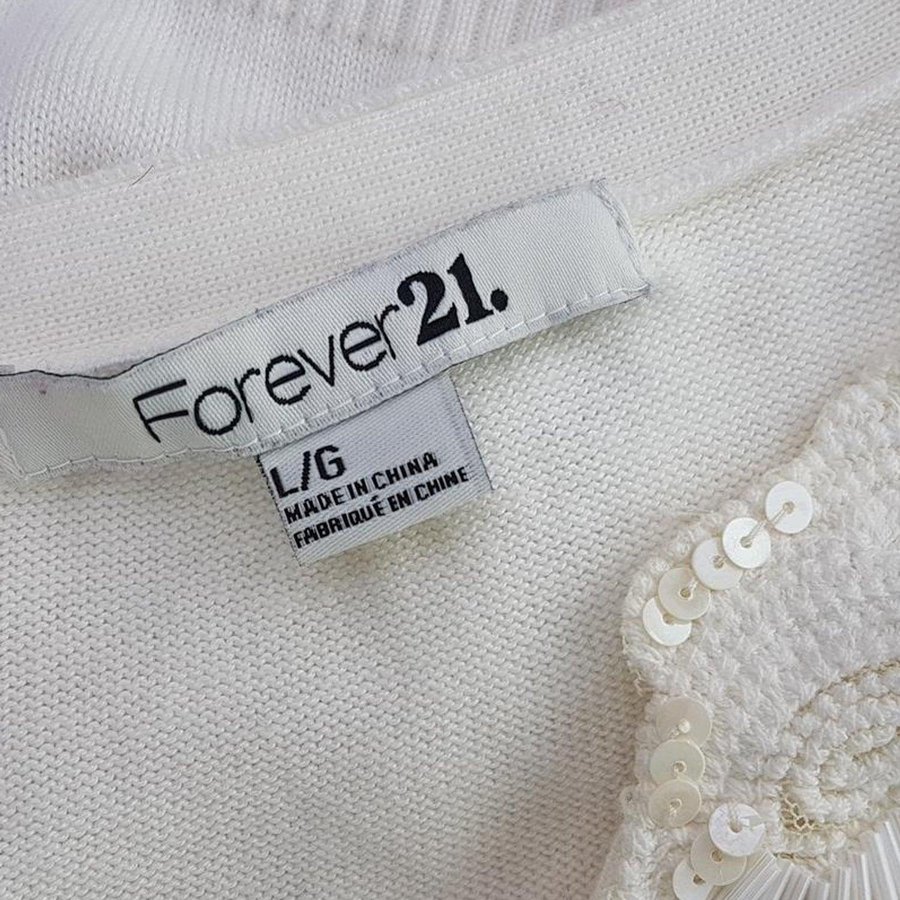 Forever21.
L/G
MADE IN CHINA
FABRIQUÉ EN CHINE